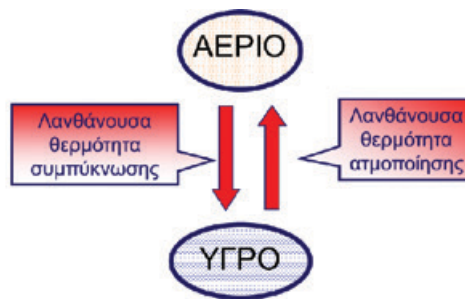 ΑΕΡΙΟ
Λανθάνουσα
θερμότητα
συμπύκνωσης
Λανθάνουσα
θερμότητα
ατμοποίησης
ΥΓΡΟ